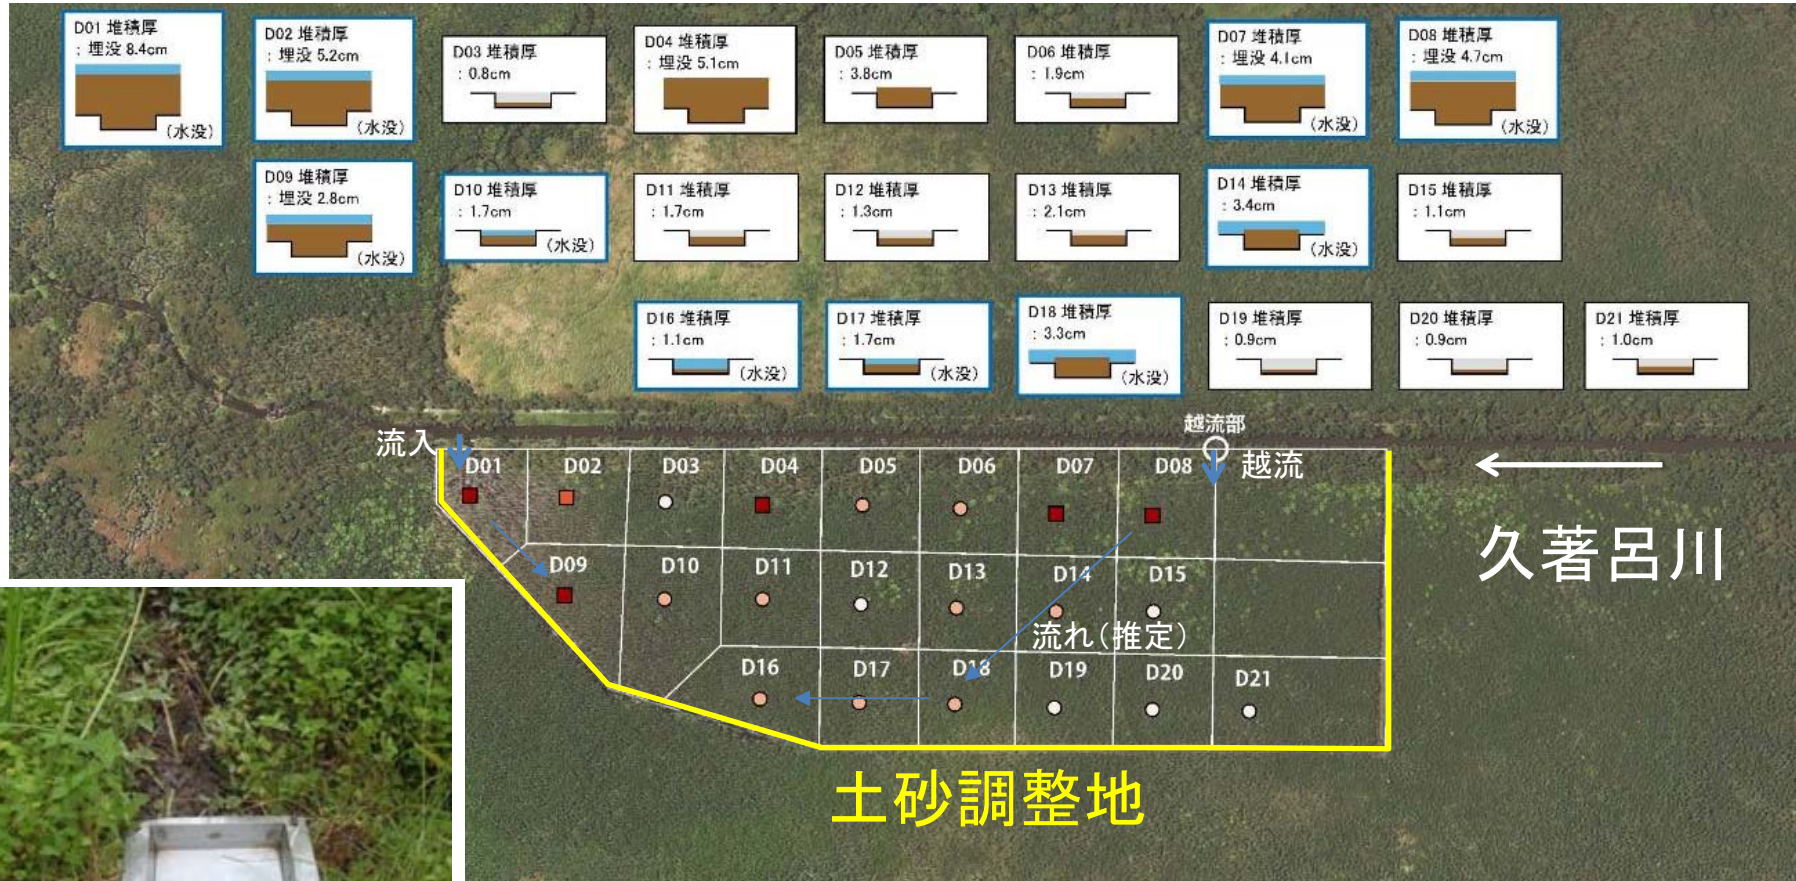 D01 堆積厚
：埋没 8.4cm
(水没)
D02 堆積厚
：埋没 5.2cm
(水没)
D03 堆積厚
：0.8cm
D04 堆積厚
：埋没 5.1cm
D05 堆積厚
：3.8cm
D06 堆積厚
：1.9cm
D07 堆積厚
：埋没 4.1cm
(水没)
D08 堆積厚
：埋没 4.7cm
(水没)
D09 堆積厚
：埋没 2.8cm
(水没)
D10 堆積厚
：1.7cm
(水没)
D11 堆積厚
：1.7cm
D12 堆積厚
：1.3cm
D13 堆積厚
：2.1cm
D14 堆積厚
：3.4cm
(水没)
D15 堆積厚
：1.1cm
D16 堆積厚
：1.1cm
(水没)
D17 堆積厚
：1.7cm
(水没)
D18 堆積厚
：3.3cm
(水没)
D19 堆積厚
：0.9cm
D20 堆積厚
：0.9cm
D21 堆積厚
：1.0cm
流入
越流部
越流
D01 D02 D03 D04 D05 D06 D07 D08
久著呂川
D09 D10 D11 D12 D13 D14 D15
流れ(推定)
D16 D17 D18 D19 D20 D21
土砂調整地